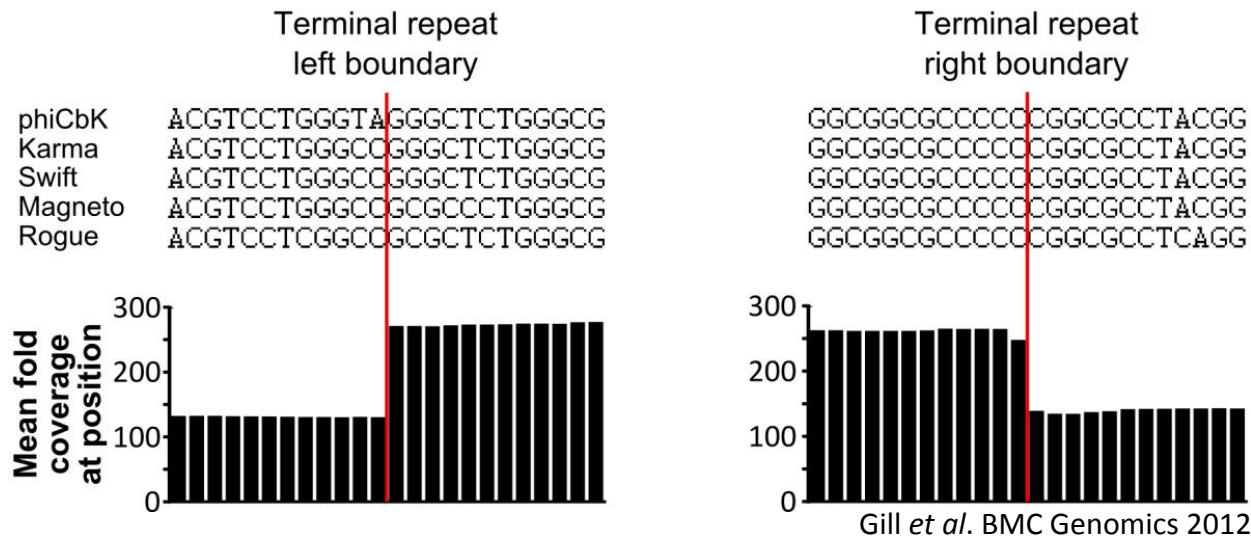 Terminal repeat
left boundary
Terminal repeat
right boundary
phiCbK ACGTCCTGGGTAGGGCTCTGGGCG GGCGGCGCCCCCCGGCGCCTACGG
Karma ACGTCCTGGGCCGGGCTCTGGGCG GGCGGCGCCCCCCGGCGCCTACGG
Swift ACGTCCTGGGCCGGGCTCTGGGCG GGCGGCGCCCCCCGGCGCCTACGG
Magneto ACGTCCTGGGCCGCGCCCTGGGCG GGCGGCGCCCCCCGGCGCCTACGG
Rogue ACGTCCTCGGCCGCGCTCTGGGCG GGCGGCGCCCCCCGGCGCCTCAGG
Mean fold
coverage
at position
300
200
100
0
300
200
100
0
Gill et al. BMC Genomics 2012